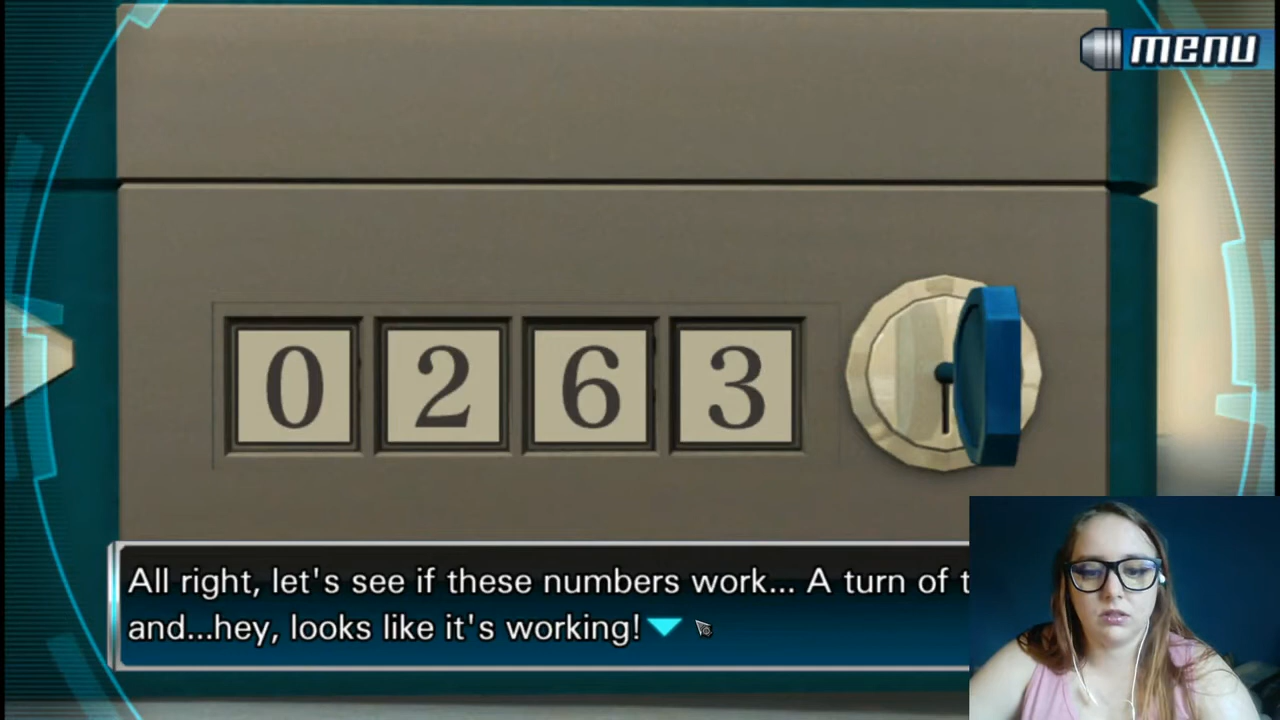 menu
0 2 6 3
All right, let's see if these numbers work... A turn of
and...hey, looks like it's working!